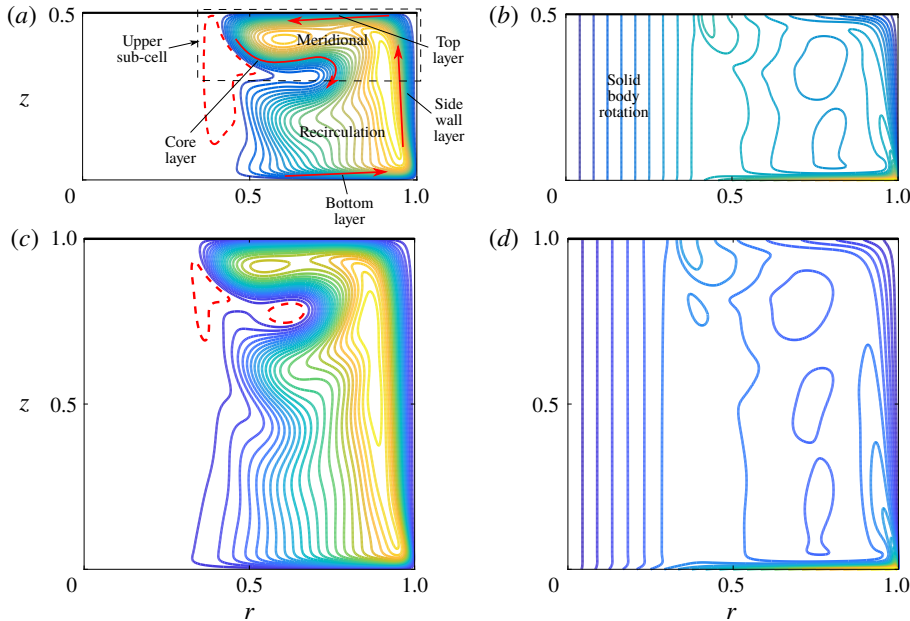 (a)
0.5
Upper
sub-cell
Meridional
Top
layer
z
Side
wall
layer
Recirculation
Core
layer
Bottom
layer
0
0.5
1.0
(b)
0.5
Solid
body
rotation
0
0.5
1.0
(c)
1.0
z
0.5
0
0.5
1.0
r
(d)
1.0
0.5
0
0.5
1.0
r